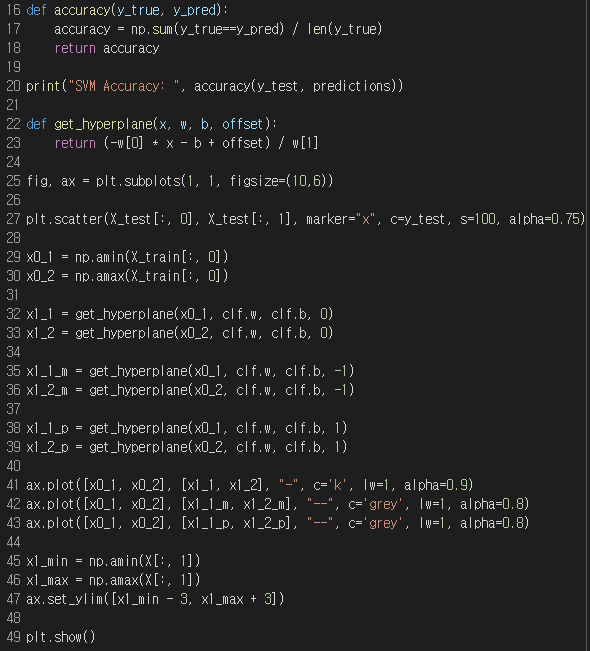 16 def accuracy(y_true, y_pred):
17     accuracy = np.sum(y_true==y_pred) / len(y_true)
18     return accuracy
19
20 print("SVM Accuracy: ", accuracy(y_test, predictions))
21
22 def get_hyperplane(x, w, b, offset):
23     return (-w[0] * x - b + offset) / w[1]
24
25 fig, ax = plt.subplots(1, 1, figsize=(10,6))
26
27 plt.scatter(X_test[:, 0], X_test[:, 1], marker="x", c=y_test, s=100, alpha=0.75)
28
29 x0_1 = np.amin(X_train[:, 0])
30 x0_2 = np.amax(X_train[:, 0])
31
32 x1_1 = get_hyperplane(x0_1, clf.w, clf.b, 0)
33 x1_2 = get_hyperplane(x0_2, clf.w, clf.b, 0)
34
35 x1_1_m = get_hyperplane(x0_1, clf.w, clf.b, -1)
36 x1_2_m = get_hyperplane(x0_2, clf.w, clf.b, -1)
37
38 x1_1_p = get_hyperplane(x0_1, clf.w, clf.b, 1)
39 x1_2_p = get_hyperplane(x0_2, clf.w, clf.b, 1)
40
41 ax.plot([x0_1, x0_2], [x1_1, x1_2], "-", c='k', lw=1, alpha=0.9)
42 ax.plot([x0_1, x0_2], [x1_1_m, x1_2_m], "--", c='grey', lw=1, alpha=0.8)
43 ax.plot([x0_1, x0_2], [x1_1_p, x1_2_p], "--", c='grey', lw=1, alpha=0.8)
44
45 x1_min = np.amin(X[:, 1])
46 x1_max = np.amax(X[:, 1])
47 ax.set_ylim([x1_min - 3, x1_max + 3])
48
49 plt.show()